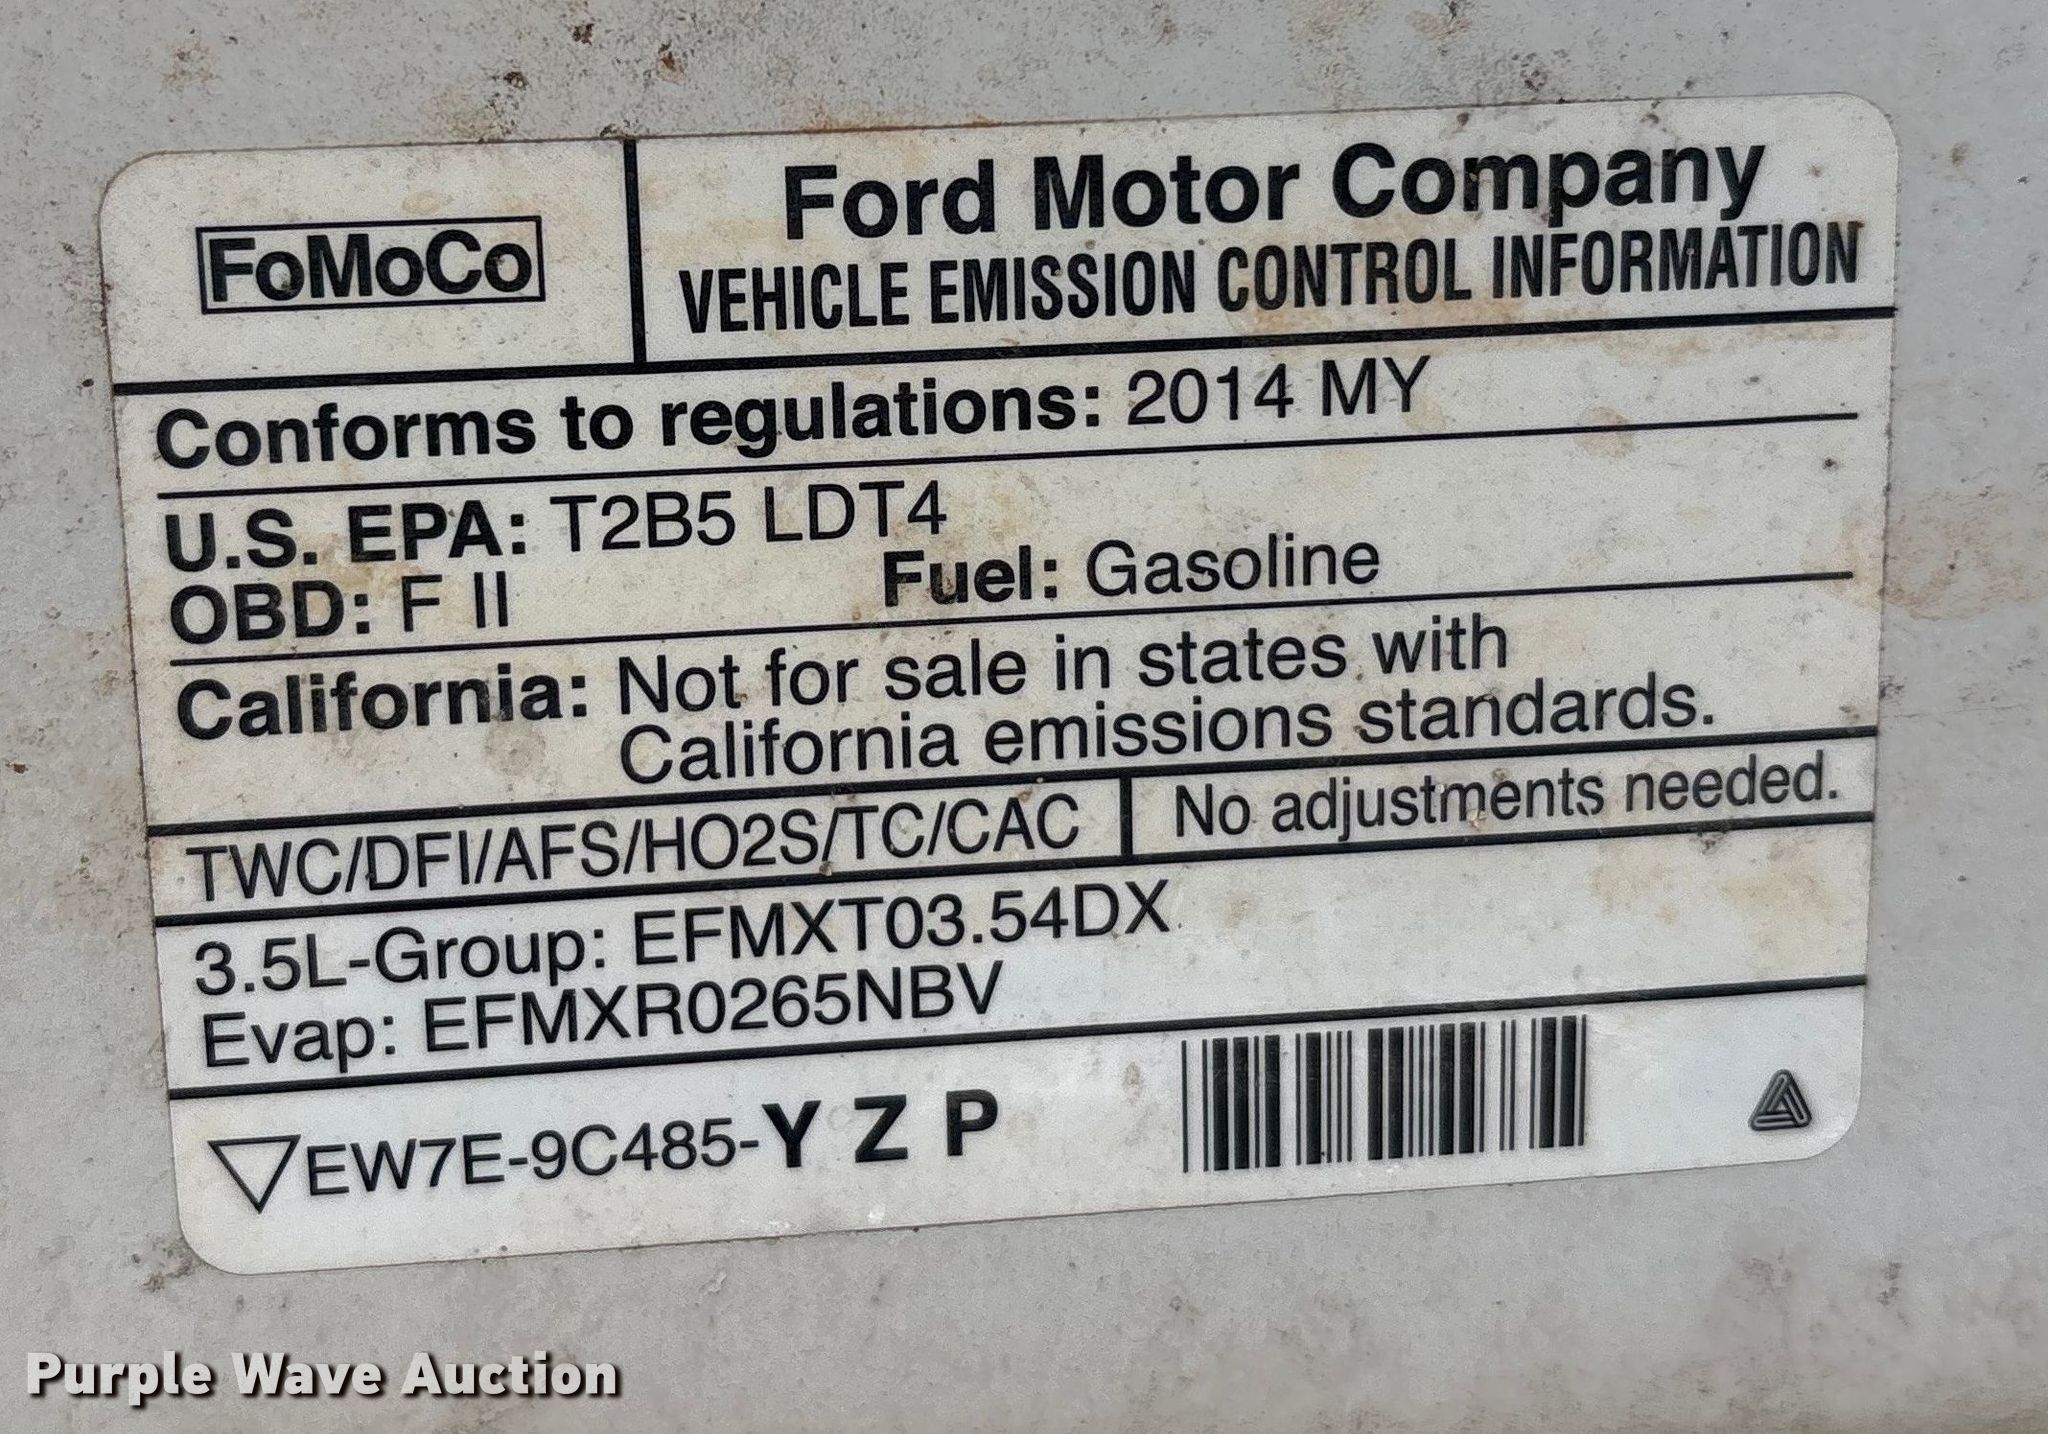 FoMoCo
Ford Motor Company
VEHICLE EMISSION CONTROL INFORMATION
Conforms to regulations: 2014 MY
U.S. EPA: T2B5 LDT4
OBD: F II Fuel: Gasoline
California: Not for sale in states with
California emissions standards.
TWC/DFI/AFS/HO2S/TC/CAC No adjustments needed.
3.5L-Group: EFMXT03.54DX
Evap: EFMXR0265NBV
EW7E-9C485-Y Z P
Purple Wave Auction